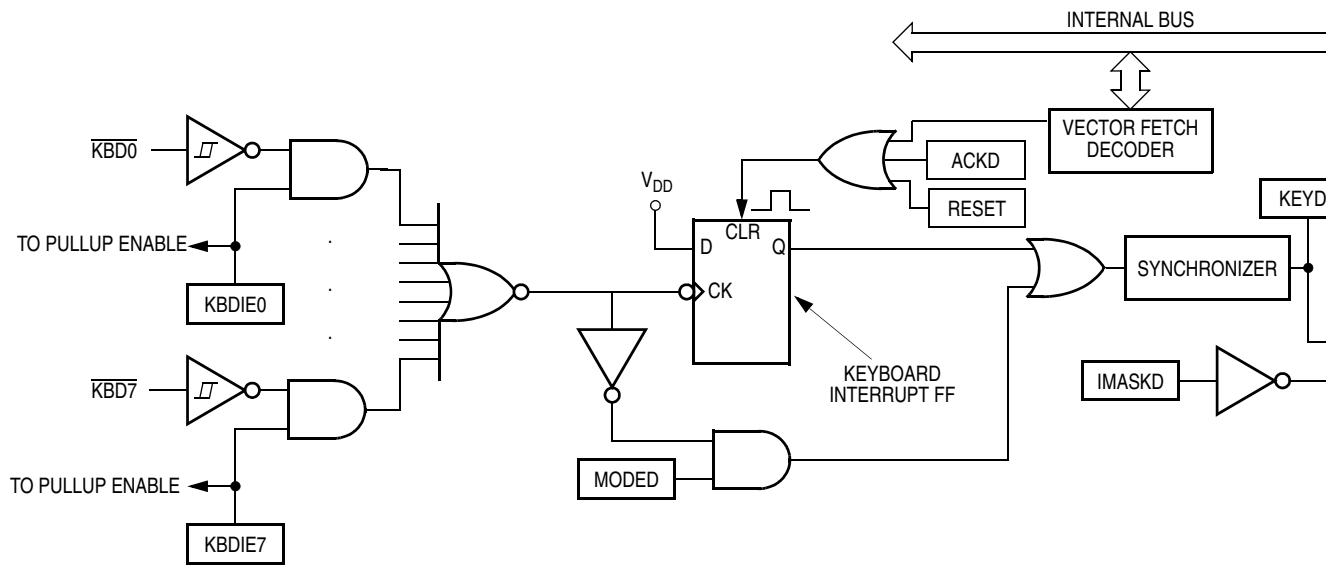 INTERNAL BUS
VECTOR FETCH
DECODER
KBD0
ACKD
VDD
KEYD
RESET
CLR
TO PULLUP ENABLE
D
Q
SYNCHRONIZER
KBDIE0
CK
KBD7
KEYBOARD
INTERRUPT FF
IMASKD
TO PULLUP ENABLE
MODED
KBDIE7